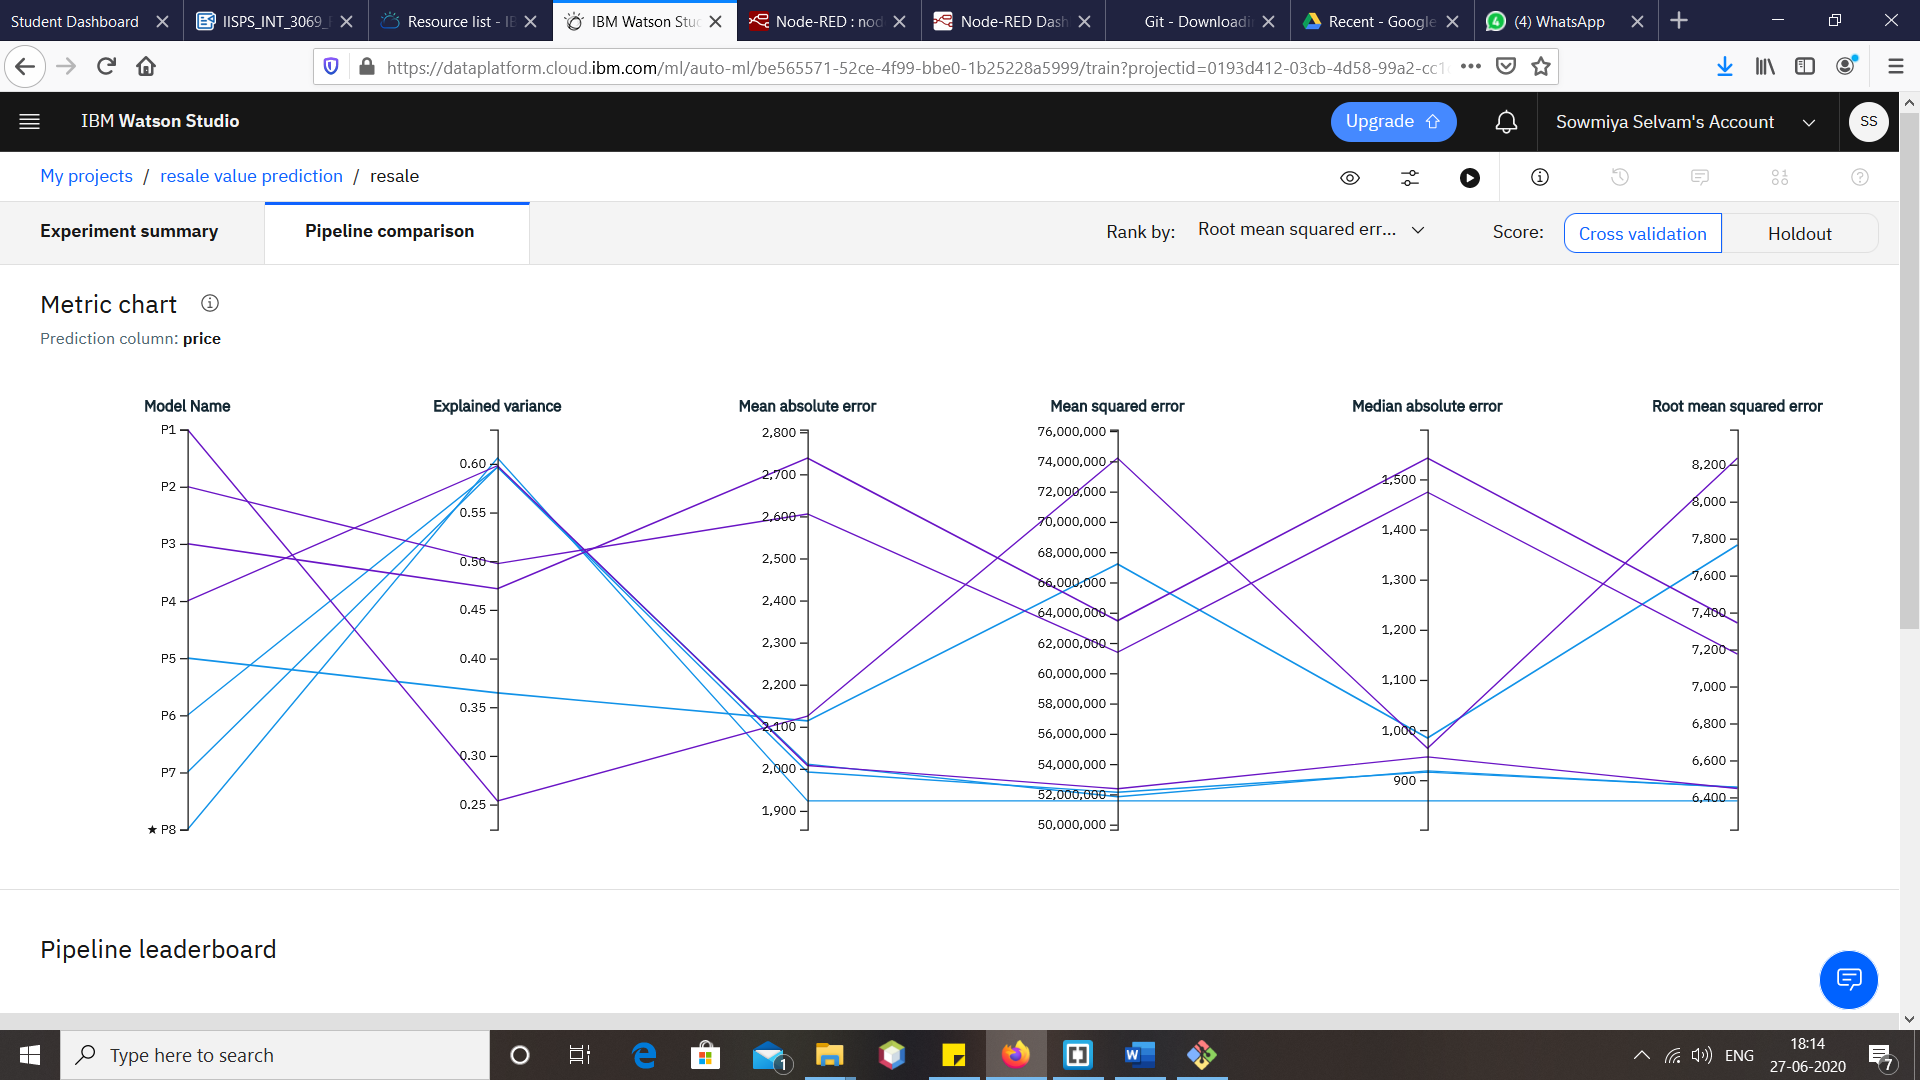 Student Dashboard
IISPS_INT_3069_
Resource list - IB
IBM Watson Stud
Node-RED : node
Node-RED Dash
Git - Downloadin
Recent - Google
(4) WhatsApp
https://dataplatform.cloud.ibm.com/ml/auto-ml/be565571-52ce-4f99-bbe0-1b25228a5999/train?projectid=0193d412-03cb-4d58-99a2-cc1
IBM Watson Studio
Upgrade
Sowmiya Selvam's Account
SS
My projects / resale value prediction / resale
Experiment summary
Pipeline comparison
Rank by: Root mean squared err...
Score: Cross validation Holdout
Metric chart
Prediction column: price
Model Name
P1
P2
P3
P4
P5
P6
P7
★ P8
Explained variance
0.60
0.55
0.50
0.45
0.40
0.35
0.30
0.25
Mean absolute error
2,800
2,700
2,600
2,500
2,400
2,300
2,200
2,100
2,000
1,900
Mean squared error
76,000,000
74,000,000
72,000,000
70,000,000
68,000,000
66,000,000
64,000,000
62,000,000
60,000,000
58,000,000
56,000,000
54,000,000
52,000,000
50,000,000
Median absolute error
1,500
1,400
1,300
1,200
1,100
1,000
900
Root mean squared error
8,200
8,000
7,800
7,600
7,400
7,200
7,000
6,800
6,600
6,400
Pipeline leaderboard
Type here to search
1
ENG
18:14
27-06-2020
7